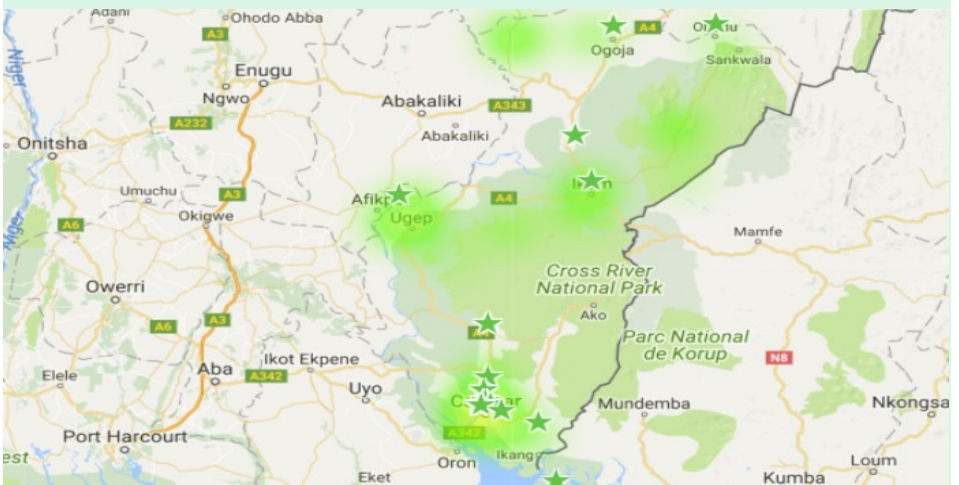 Adani
Ohodo Abba
A3
Enugu
Ngwo
A232
Onitsha
Niger
Abakaliki
A343
Abakaliki
Ogoja
A4
Sankwala
Umuchu
Okigwe
A3
A6
Niger
Ugep
A4
Mamfe
Owerri
A6
A3
Cross River
National Park
Ako
Parc National
de Korup
N8
Elele
Aba
A342
Ikot Ekpene
Uyo
Mundemba
Nkongsa
Port Harcourt
A342
est
Eket
Oron
Ikang
Kumba
Loum